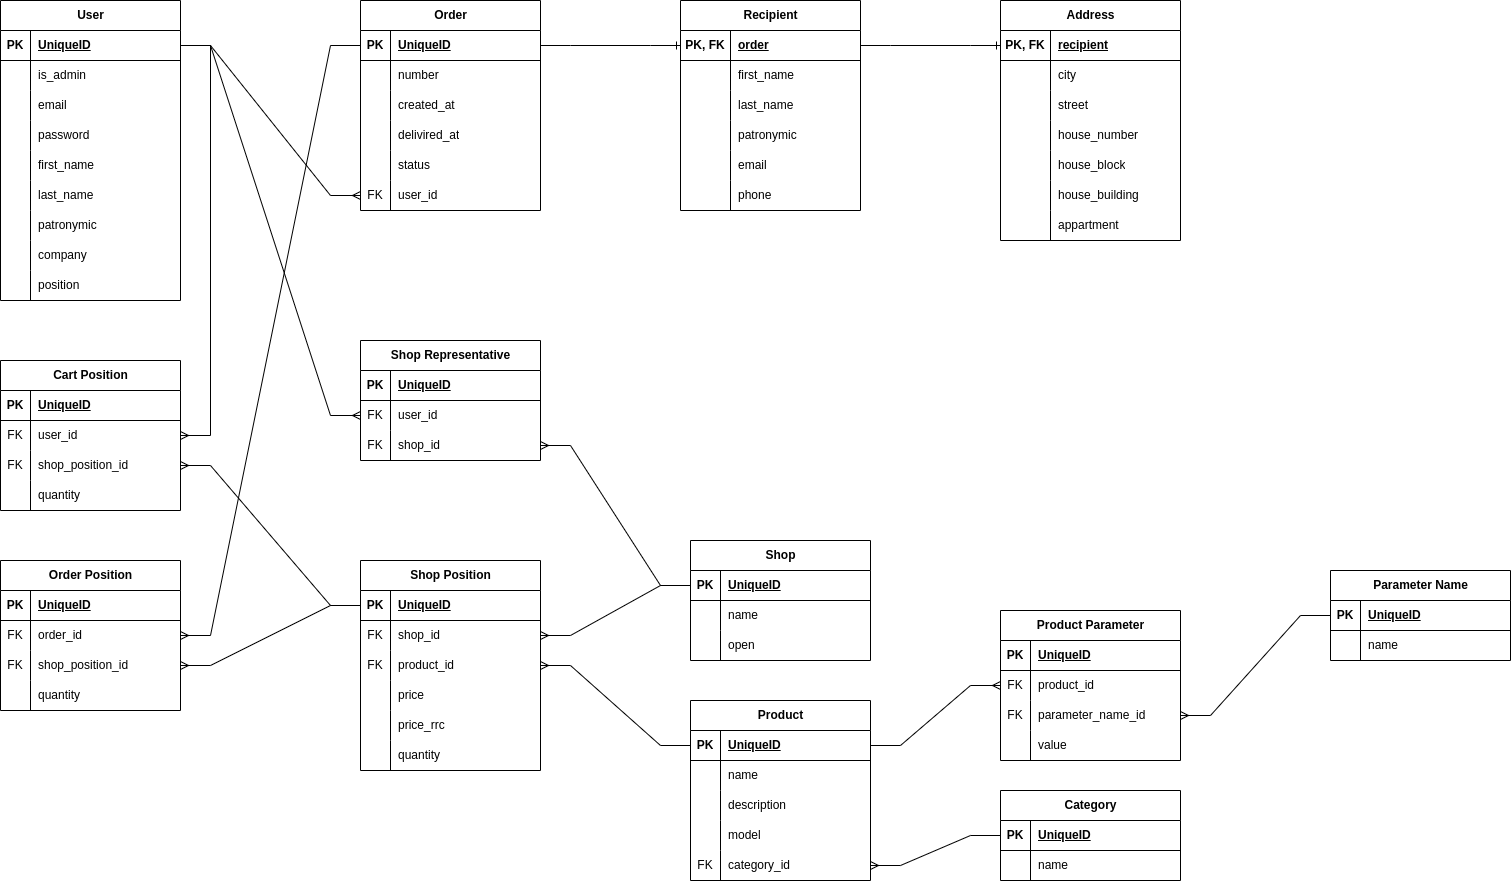 User
PK UniqueID
is_admin
email
password
first_name
last_name
patronymic
company
position
Order
PK UniqueID
number
created_at
delivired_at
status
FK user_id
Recipient
PK, FK order
first_name
last_name
patronymic
email
phone
Address
PK, FK recipient
city
street
house_number
house_block
house_building
appartment
Cart Position
PK UniqueID
FK user_id
FK shop_position_id
quantity
Shop Representative
PK UniqueID
FK user_id
FK shop_id
Order Position
PK UniqueID
FK order_id
FK shop_position_id
quantity
Shop Position
PK UniqueID
FK shop_id
FK product_id
price
price_rrc
quantity
Shop
PK UniqueID
name
open
Product
PK UniqueID
name
description
model
FK category_id
Product Parameter
PK UniqueID
FK product_id
FK parameter_name_id
value
Category
PK UniqueID
name
Parameter Name
PK UniqueID
name